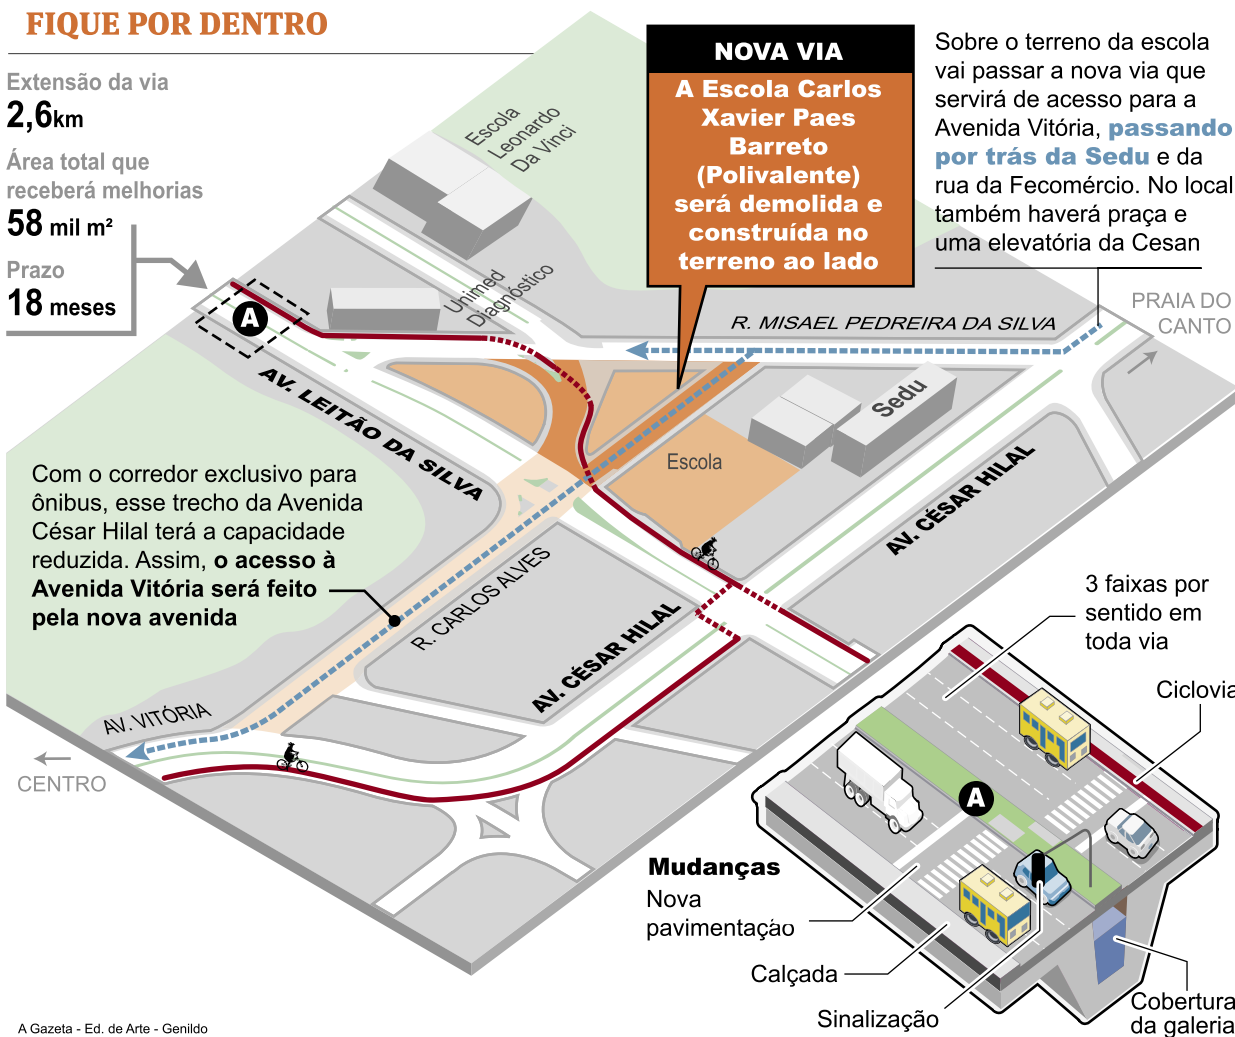 FIQUE POR DENTRO
Extensão da via
2,6km
Área total que
receberá melhorias
58 mil m²
Prazo
18 meses
NOVA VIA
A Escola Carlos
Xavier Paes
Barreto
(Polivalente)
será demolida e
construída no
terreno ao lado
Sobre o terreno da escola
vai passar a nova via que
servirá de acesso para a
Avenida Vitória, passando
por trás da Sedu e da
rua da Fecomércio. No local
também haverá praça e
uma elevatória da Cesan
Escola
Leonardo
Da Vinci
Unimed
Diagnóstico
A
R. MISAEL PEDREIRA DA SILVA
PRAIA DO
CANTO
AV. LEITÃO DA SILVA
Sedu
Escola
AV. CÉSAR HILAL
Com o corredor exclusivo para
ônibus, esse trecho da Avenida
César Hilal terá a capacidade
reduzida. Assim, o acesso à
Avenida Vitória será feito
pela nova avenida
R. CARLOS ALVES
AV. CÉSAR HILAL
AV. VITÓRIA
CENTRO
3 faixas por
sentido em
toda via
Ciclovia
A
Mudanças
Nova
pavimentação
Calçada
Sinalização
Cobertura
da galeria
A Gazeta - Ed. de Arte - Genildo